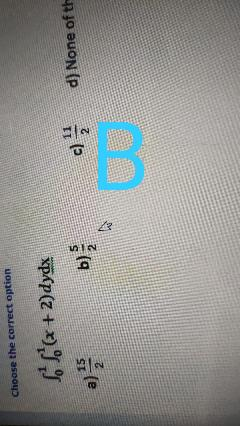 Choose the correct option
∫₀¹ ∫₀¹(x + 2)dydx
a) 15/2 b) 5/2 c) 11/2 d) None of th
B